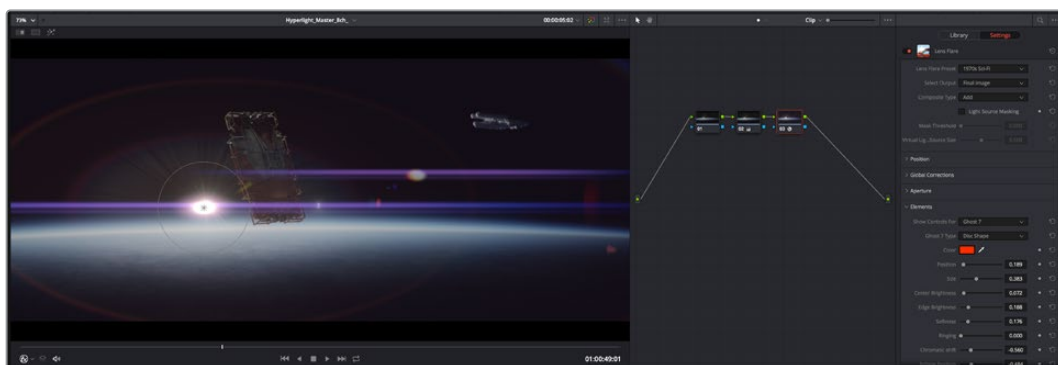 73%
Hyperlight_Master_8ch_
00:00:05:02
Clip
Library
Settings
Lens Flare
Lens Flare Preset
1970s Sci-Fi
Select Output
Final Image
Composite Type
Add
Light Source Masking
Position
Global Corrections
Aperture
Elements
Show Controls For
Ghost 7
Ghost 7 Type
Disc Shape
Color
Position
0.189
Size
0.383
Center Brightness
0.072
Edge Brightness
0.188
Softness
0.176
Ringing
0.000
Chromatic Shift
-0.560
01
02
03
01:00:49:01